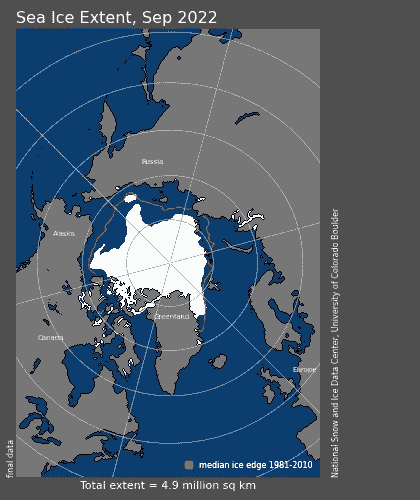 Sea Ice Extent, Sep 2022
Russia
Alaska
Greenland
Canada
Europe
median ice edge 1981-2010
Total extent = 4.9 million sq km
final data
National Snow and Ice Data Center, University of Colorado Boulder